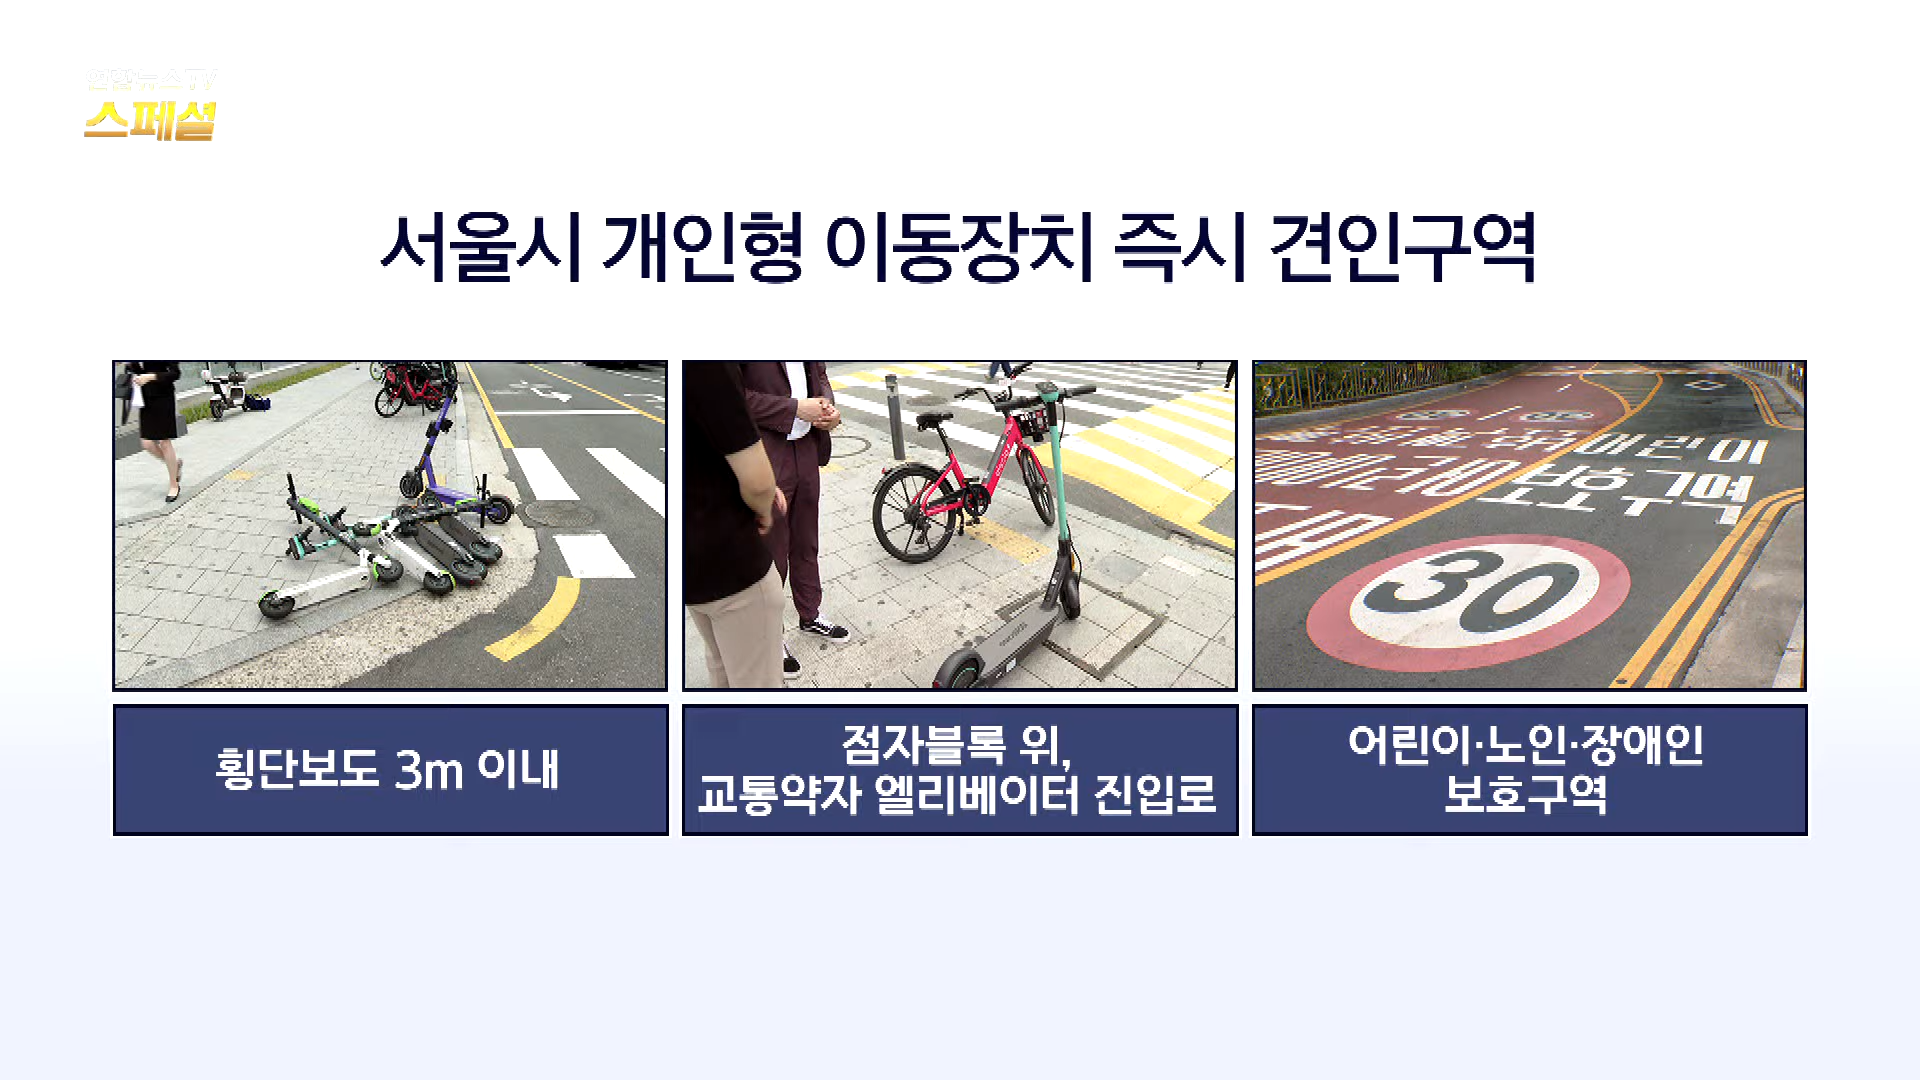 연합뉴스TV
스페셜
서울시 개인형 이동장치 즉시 견인구역
횡단보도 3m 이내
점자블록 위,
교통약자 엘리베이터 진입로
어린이·노인·장애인
보호구역
어린이
30